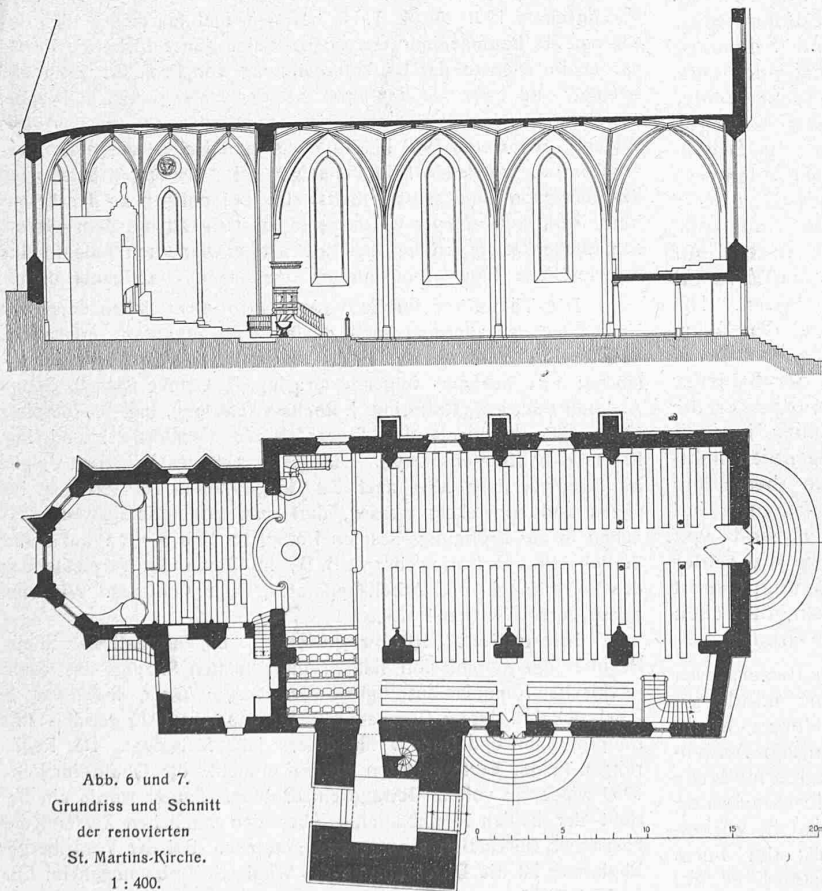 Abb. 6 und 7.
Grundriss und Schnitt
der renovierten
St. Martins-Kirche.
1 : 400.
0 5 10 15 20m